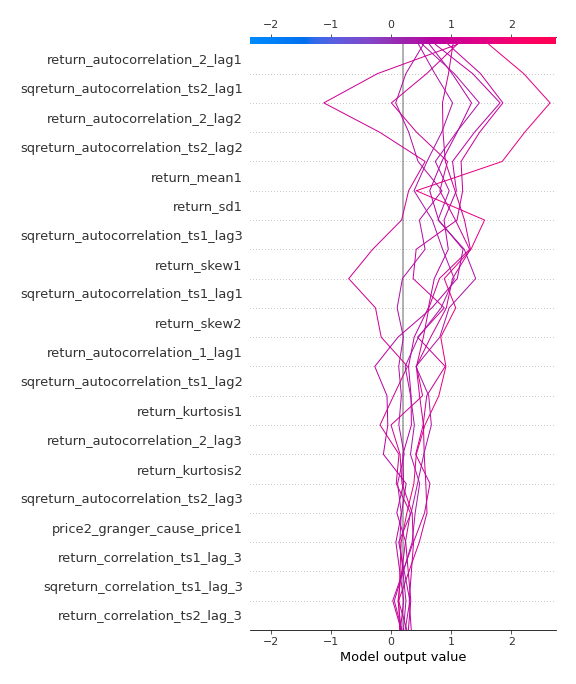 −2 −1 0 1 2
return_autocorrelation_2_lag1
sqreturn_autocorrelation_ts2_lag1
return_autocorrelation_2_lag2
sqreturn_autocorrelation_ts2_lag2
return_mean1
return_sd1
sqreturn_autocorrelation_ts1_lag3
return_skew1
sqreturn_autocorrelation_ts1_lag1
return_skew2
return_autocorrelation_1_lag1
sqreturn_autocorrelation_ts1_lag2
return_kurtosis1
return_autocorrelation_2_lag3
return_kurtosis2
sqreturn_autocorrelation_ts2_lag3
price2_granger_cause_price1
return_correlation_ts1_lag_3
sqreturn_correlation_ts1_lag_3
return_correlation_ts2_lag_3
−2 −1 0 1 2
Model output value